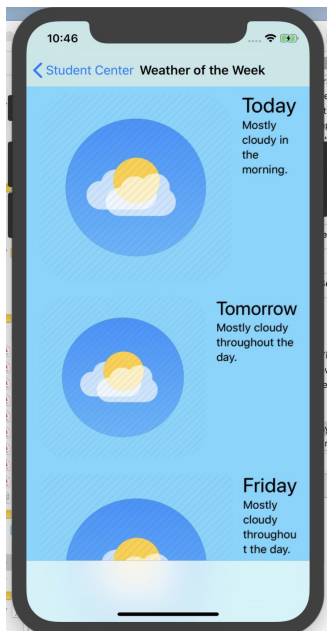 10:46
Student Center Weather of the Week
Today
Mostly
cloudy in
the
morning.
Tomorrow
Mostly cloudy
throughout the
day.
Friday
Mostly
cloudy
throughou
t the day.